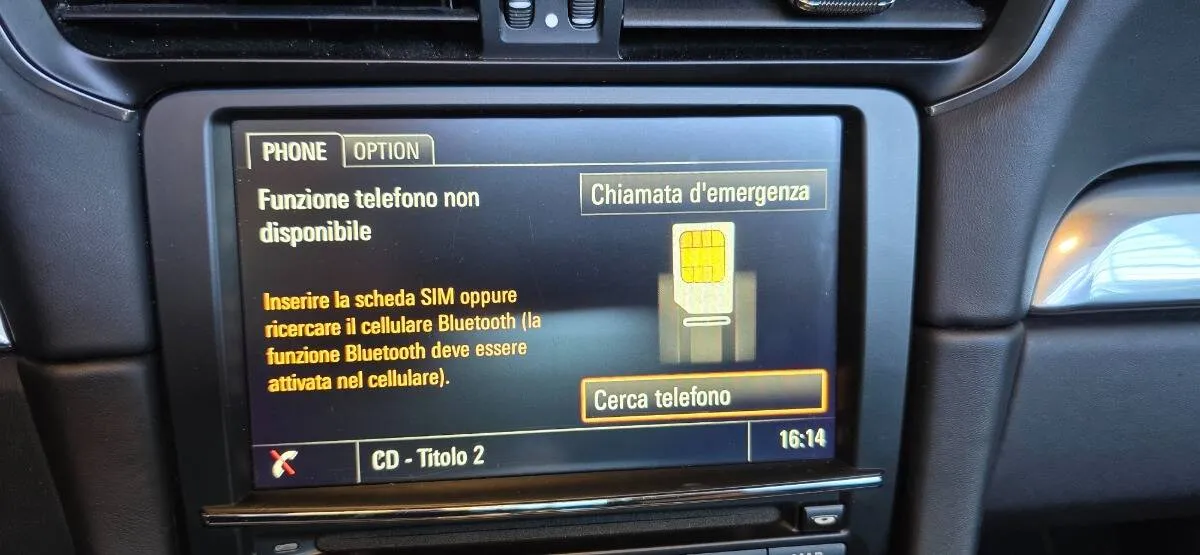 PHONE
OPTION
Funzione telefono non
disponibile
Chiamata d'emergenza
Inserire la scheda SIM oppure
ricercare il cellulare Bluetooth (la
funzione Bluetooth deve essere
attivata nel cellulare).
Cerca telefono
CD - Titolo 2
16:14